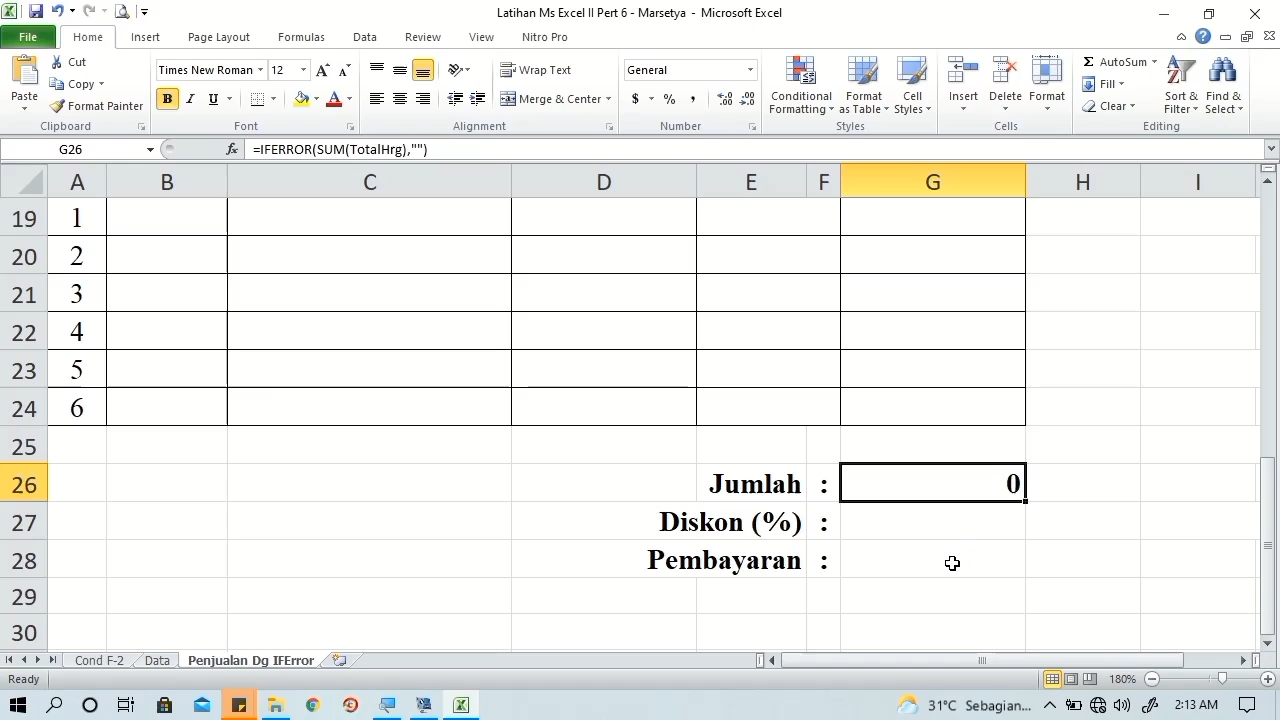 Latihan Ms Excel II Pert 6 - Marsetya - Microsoft Excel
File Home Insert Page Layout Formulas Data Review View Nitro Pro
Paste
Cut
Copy
Format Painter
Clipboard
Times New Roman 12
B I U
Font
Wrap Text
Merge & Center
Alignment
General
$ % ,
Number
Conditional Formatting
Format as Table
Cell Styles
Styles
Insert Delete Format
Cells
AutoSum
Fill
Clear
Sort & Filter
Find & Select
Editing
G26 fx =IFERROR(SUM(TotalHrg),"")
A B C D E F G H I
19 1
20 2
21 3
22 4
23 5
24 6
25
26 Jumlah : 0
27 Diskon (%) :
28 Pembayaran :
29
30
Cond F-2 Data Penjualan Dg IFError
Ready 180%
31°C Sebagian... 2:13 AM